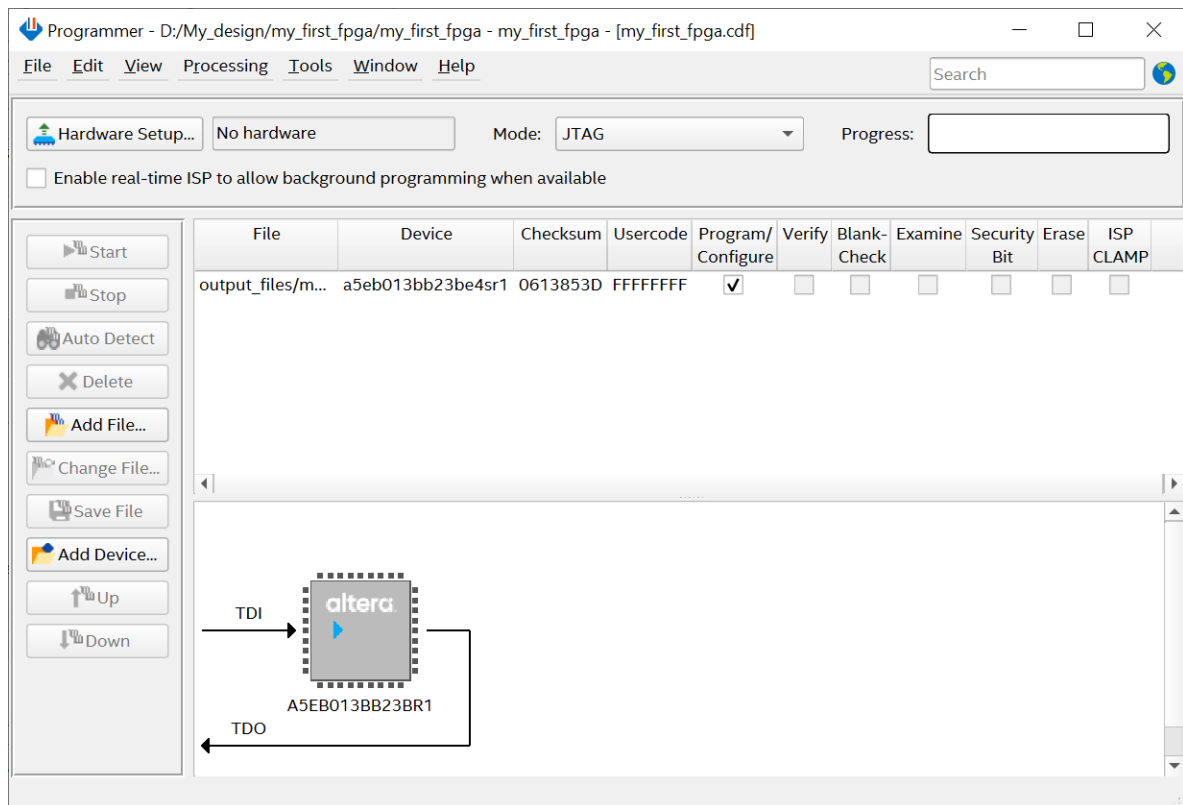 Programmer - D:/My_design/my_first_fpga/my_first_fpga - my_first_fpga - [my_first_fpga.cdf]
File Edit View Processing Tools Window Help
Search
Hardware Setup... No hardware Mode: JTAG Progress:
Enable real-time ISP to allow background programming when available
File Device Checksum Usercode Program/ Verify Blank- Examine Security Erase ISP
Configure Check Bit CLAMP
output_files/m... a5eb013bb23be4sr1 0613853D FFFFFFFF
Start
Stop
Auto Detect
Delete
Add File...
Change File...
Save File
Add Device...
Up
Down
altera
TDI
A5EB013BB23BR1
TDO